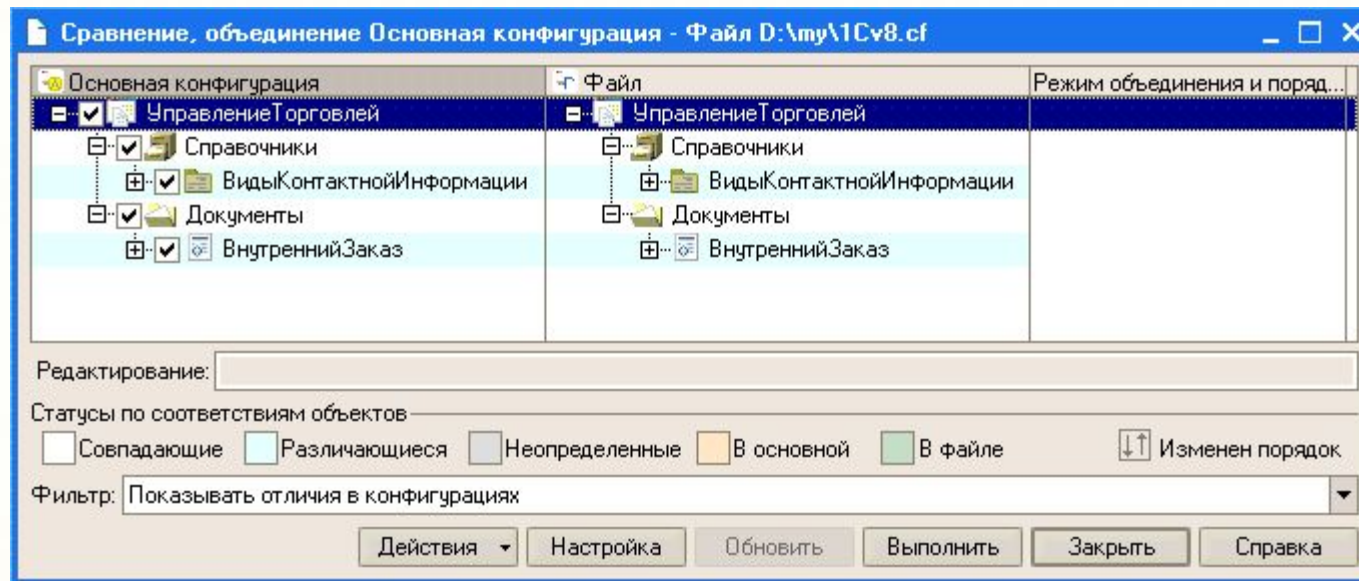 Сравнение, объединение Основная конфигурация - Файл D:\my\1Cv8.cf
Основная конфигурация Файл Режим объединения и поряд...
УправлениеТорговлей УправлениеТорговлей
Справочники Справочники
ВидыКонтактнойИнформации ВидыКонтактнойИнформации
Документы Документы
ВнутреннийЗаказ ВнутреннийЗаказ
Редактирование:
Статусы по соответствиям объектов
Совпадающие Различающиеся Неопределенные В основной В файле Изменен порядок
Фильтр: Показывать отличия в конфигурациях
Действия Настройка Обновить Выполнить Закрыть Справка